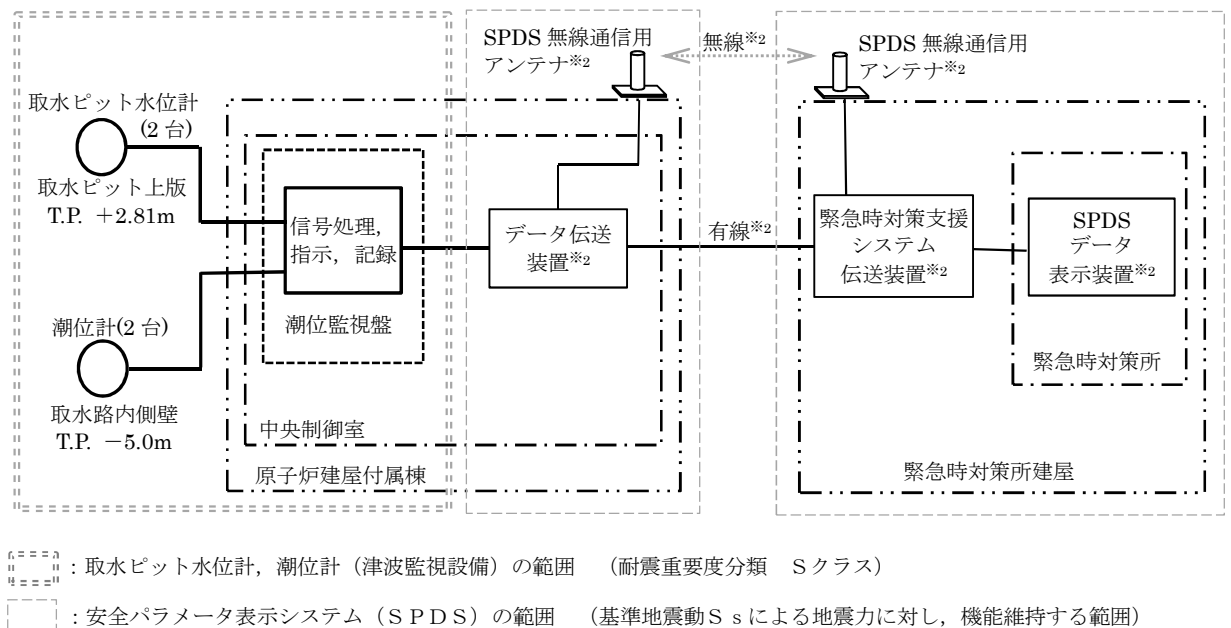 SPDS 無線通信用
アンテナ※2
無線※2
SPDS 無線通信用
アンテナ※2
取水ピット水位計
(2 台)
取水ピット上版
T.P. +2.81m
信号処理,
指示, 記録
潮位監視盤
データ伝送
装置※2
有線※2
緊急時対策支援
システム
伝送装置※2
SPDS
データ
表示装置※2
緊急時対策所
潮位計(2 台)
取水路内側壁
T.P. -5.0m
中央制御室
原子炉建屋付属棟
緊急時対策所建屋
:取水ピット水位計,潮位計(津波監視設備)の範囲 (耐震重要度分類 Sクラス)
:安全パラメータ表示システム(SPDS)の範囲 (基準地震動Ssによる地震力に対し,機能維持する範囲)